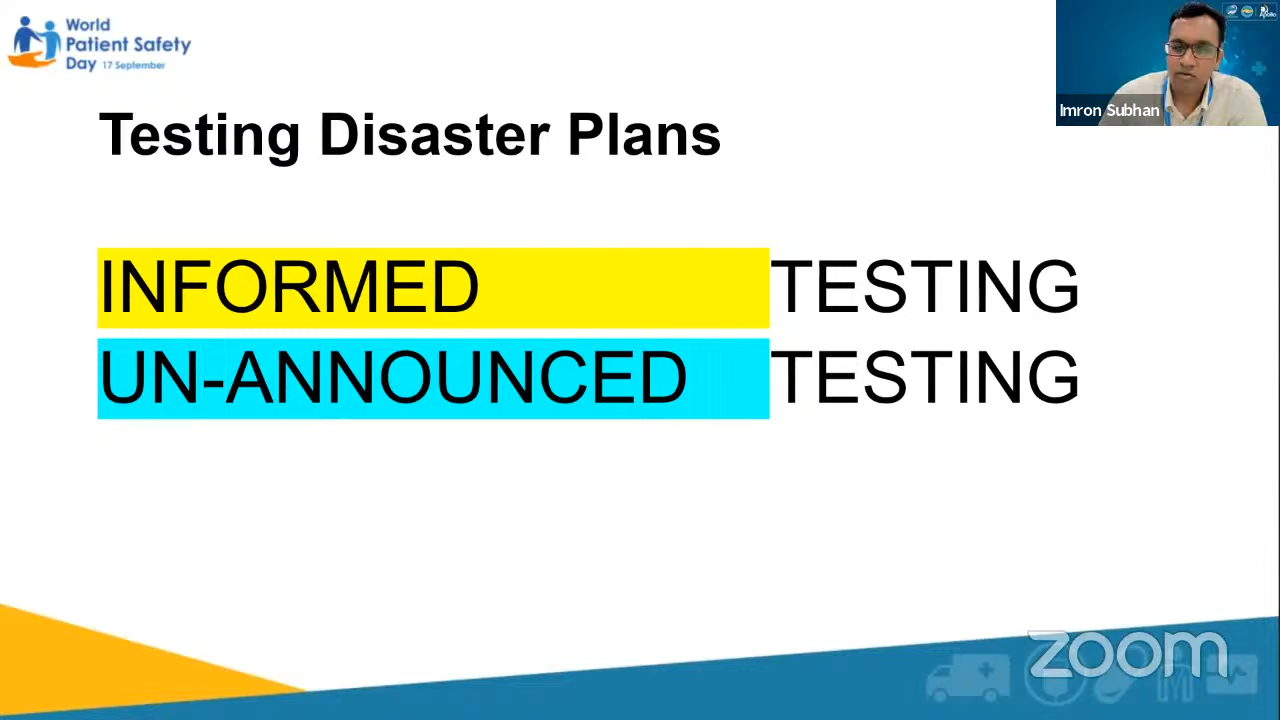 World
Patient Safety
Day 17 September
Imron Subhan
Testing Disaster Plans
INFORMED TESTING
UN-ANNOUNCED TESTING
zoom